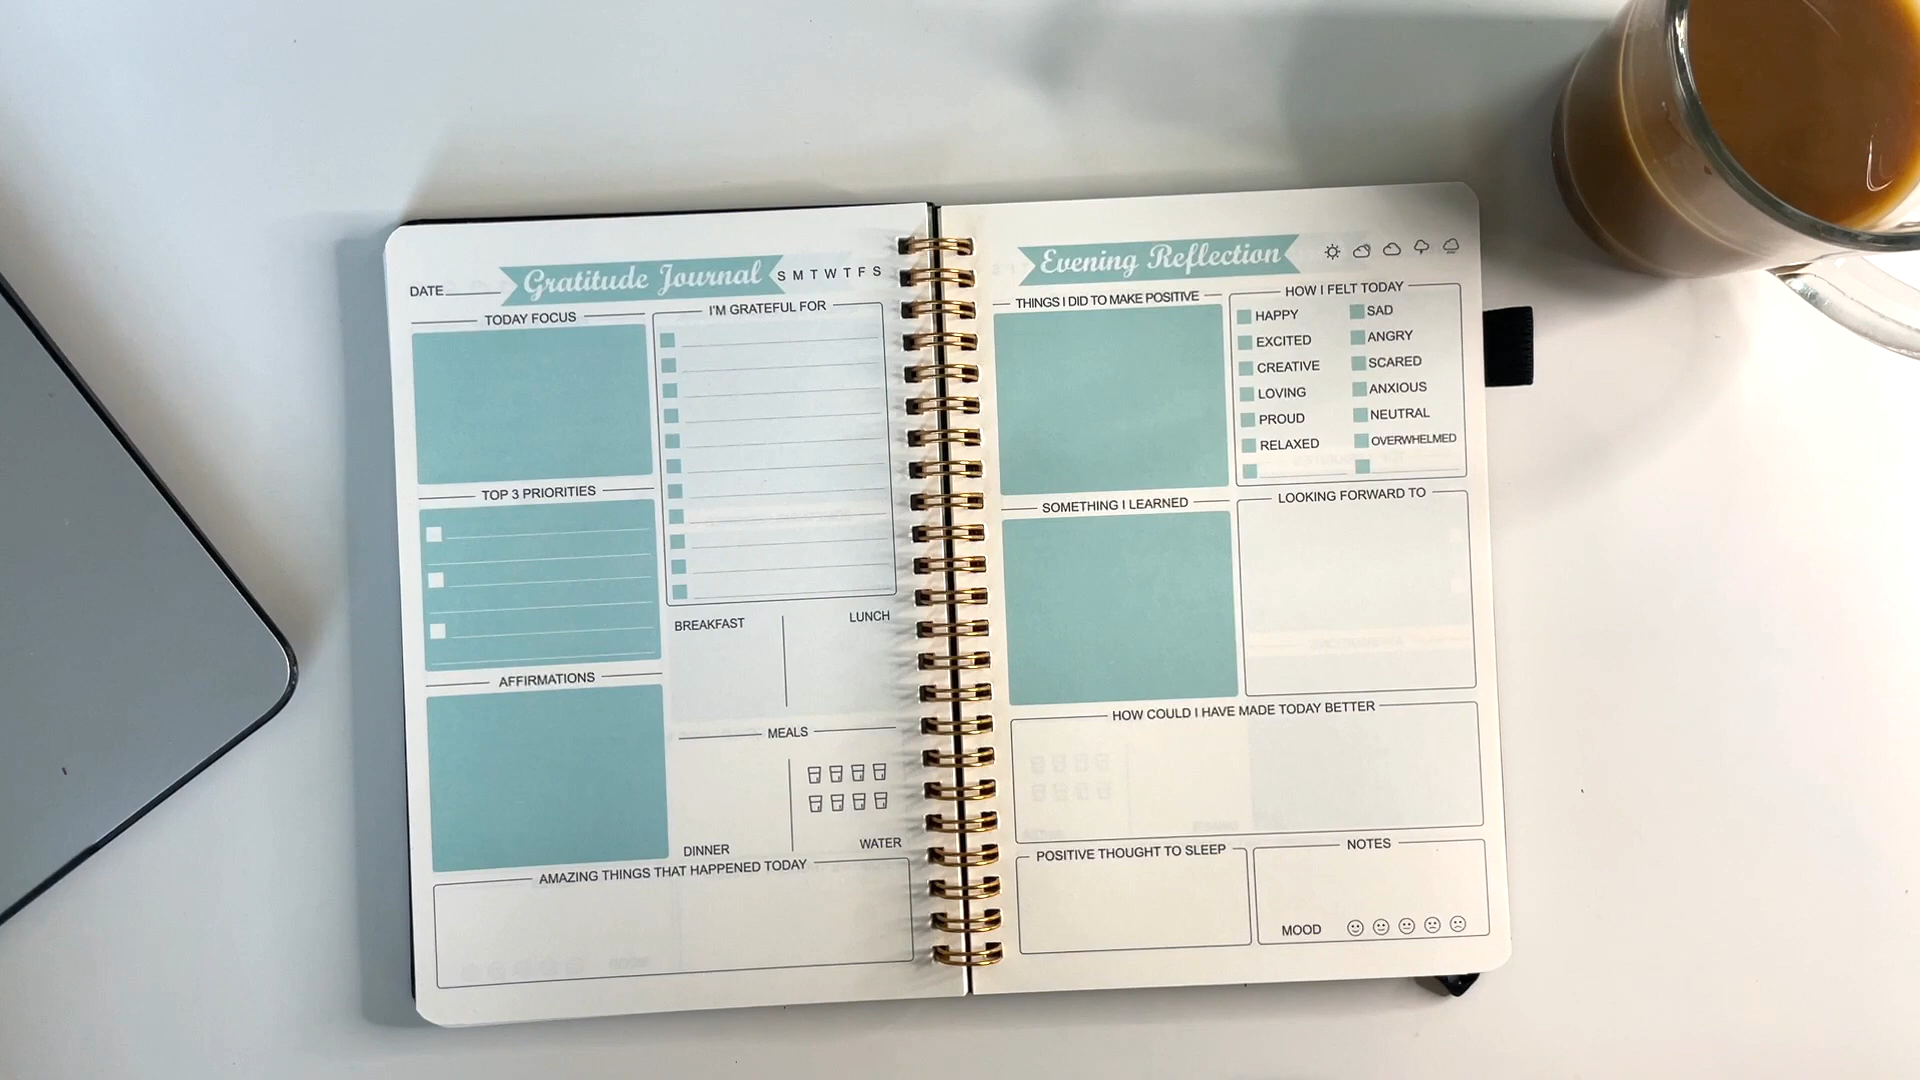 DATE
Gratitude Journal
S M T W T F S
TODAY FOCUS
I'M GRATEFUL FOR
TOP 3 PRIORITIES
BREAKFAST
LUNCH
AFFIRMATIONS
MEALS
DINNER
WATER
AMAZING THINGS THAT HAPPENED TODAY
Evening Reflection
THINGS I DID TO MAKE POSITIVE
HOW I FELT TODAY
HAPPY
SAD
EXCITED
ANGRY
CREATIVE
SCARED
LOVING
ANXIOUS
PROUD
NEUTRAL
RELAXED
OVERWHELMED
SOMETHING I LEARNED
LOOKING FORWARD TO
HOW COULD I HAVE MADE TODAY BETTER
POSITIVE THOUGHT TO SLEEP
NOTES
MOOD